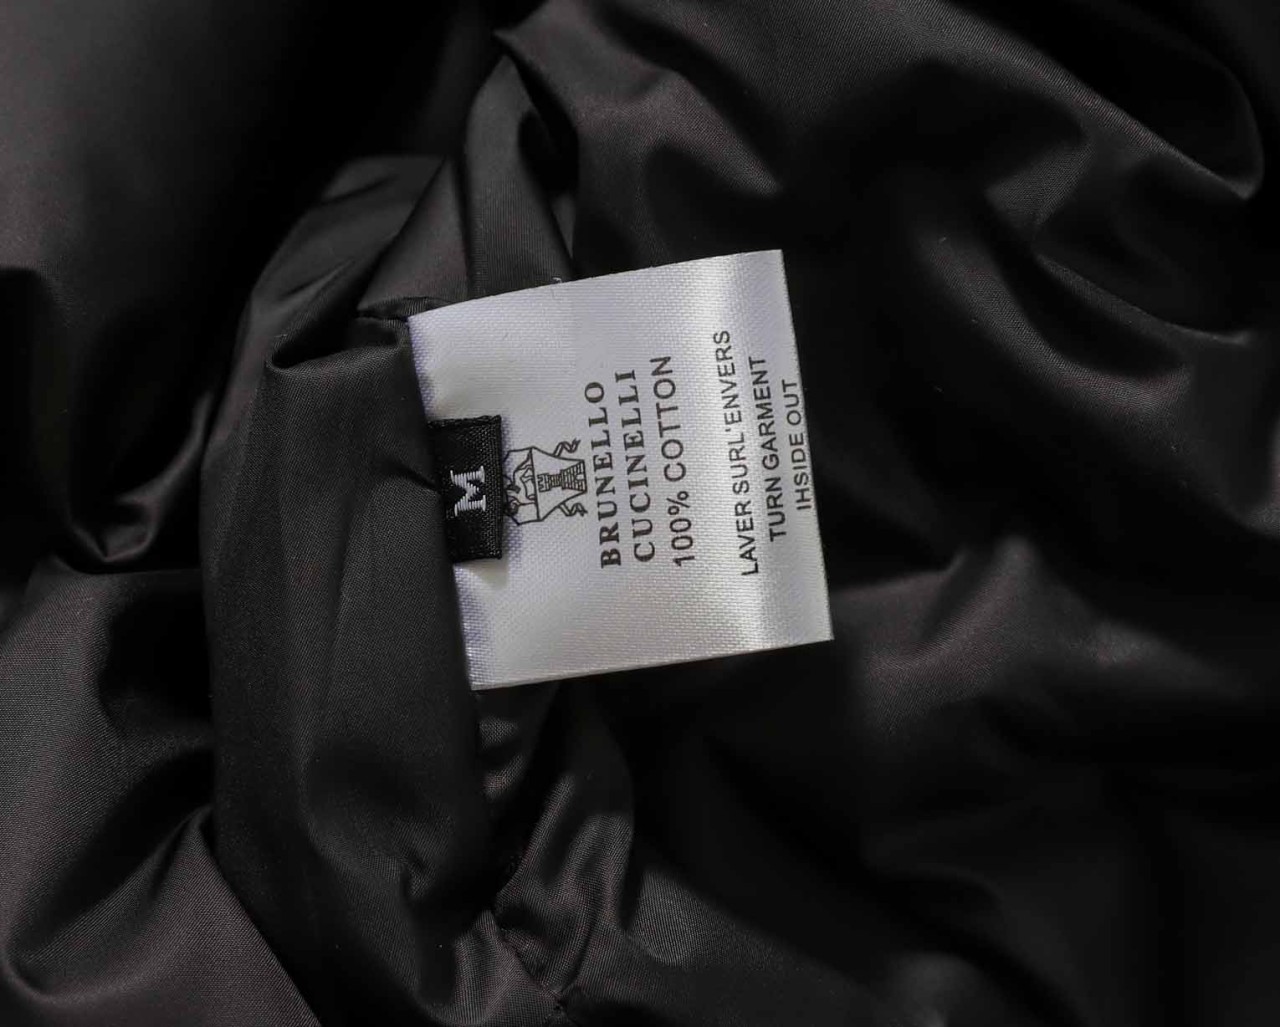 M
BRUNELLO
CUCINELLI
100% COTTON
LAVER SURL'ENVERS
TURN GARMENT
IHSIDE OUT